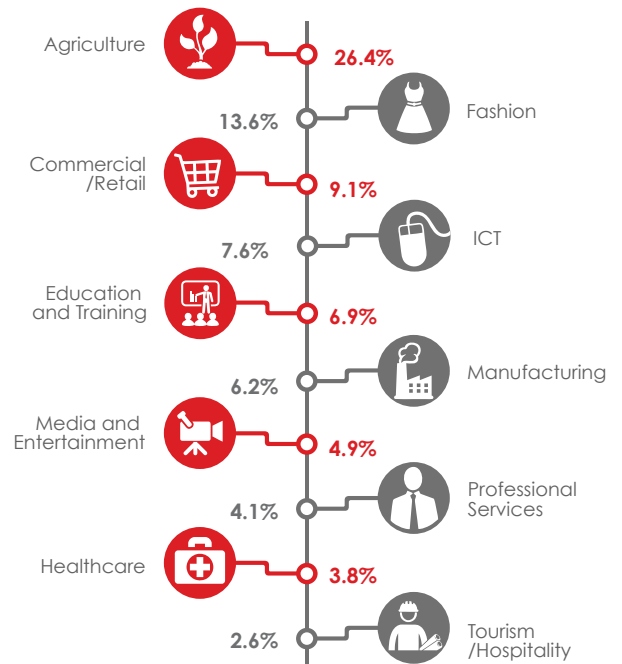 Agriculture
26.4%
13.6%
Fashion
Commercial
/Retail
9.1%
7.6%
ICT
Education
and Training
6.9%
6.2%
Manufacturing
Media and
Entertainment
4.9%
4.1%
Professional
Services
Healthcare
3.8%
2.6%
Tourism
/Hospitality